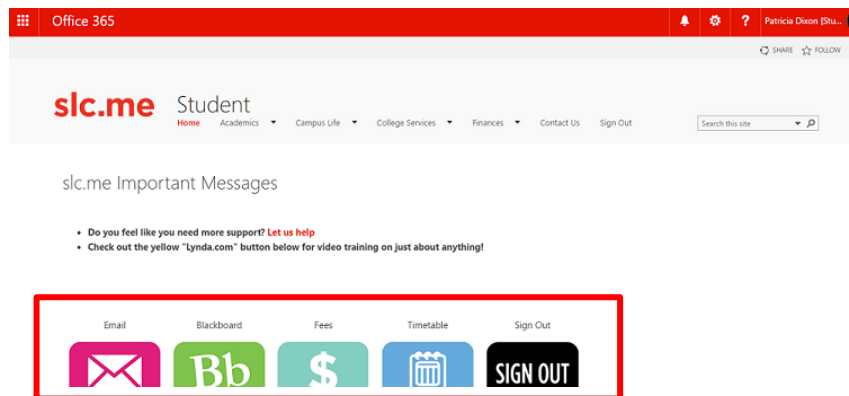 Office 365
? Patricia Dixon (Stu...
SHARE FOLLOW
slc.me Student
Home Academics Campus Life College Services Finances Contact Us Sign Out
Search this site
slc.me Important Messages
• Do you feel like you need more support? Let us help
• Check out the yellow "Lynda.com" button below for video training on just about anything!
Email Blackboard Fees Timetable Sign Out
Bb $ SIGN OUT